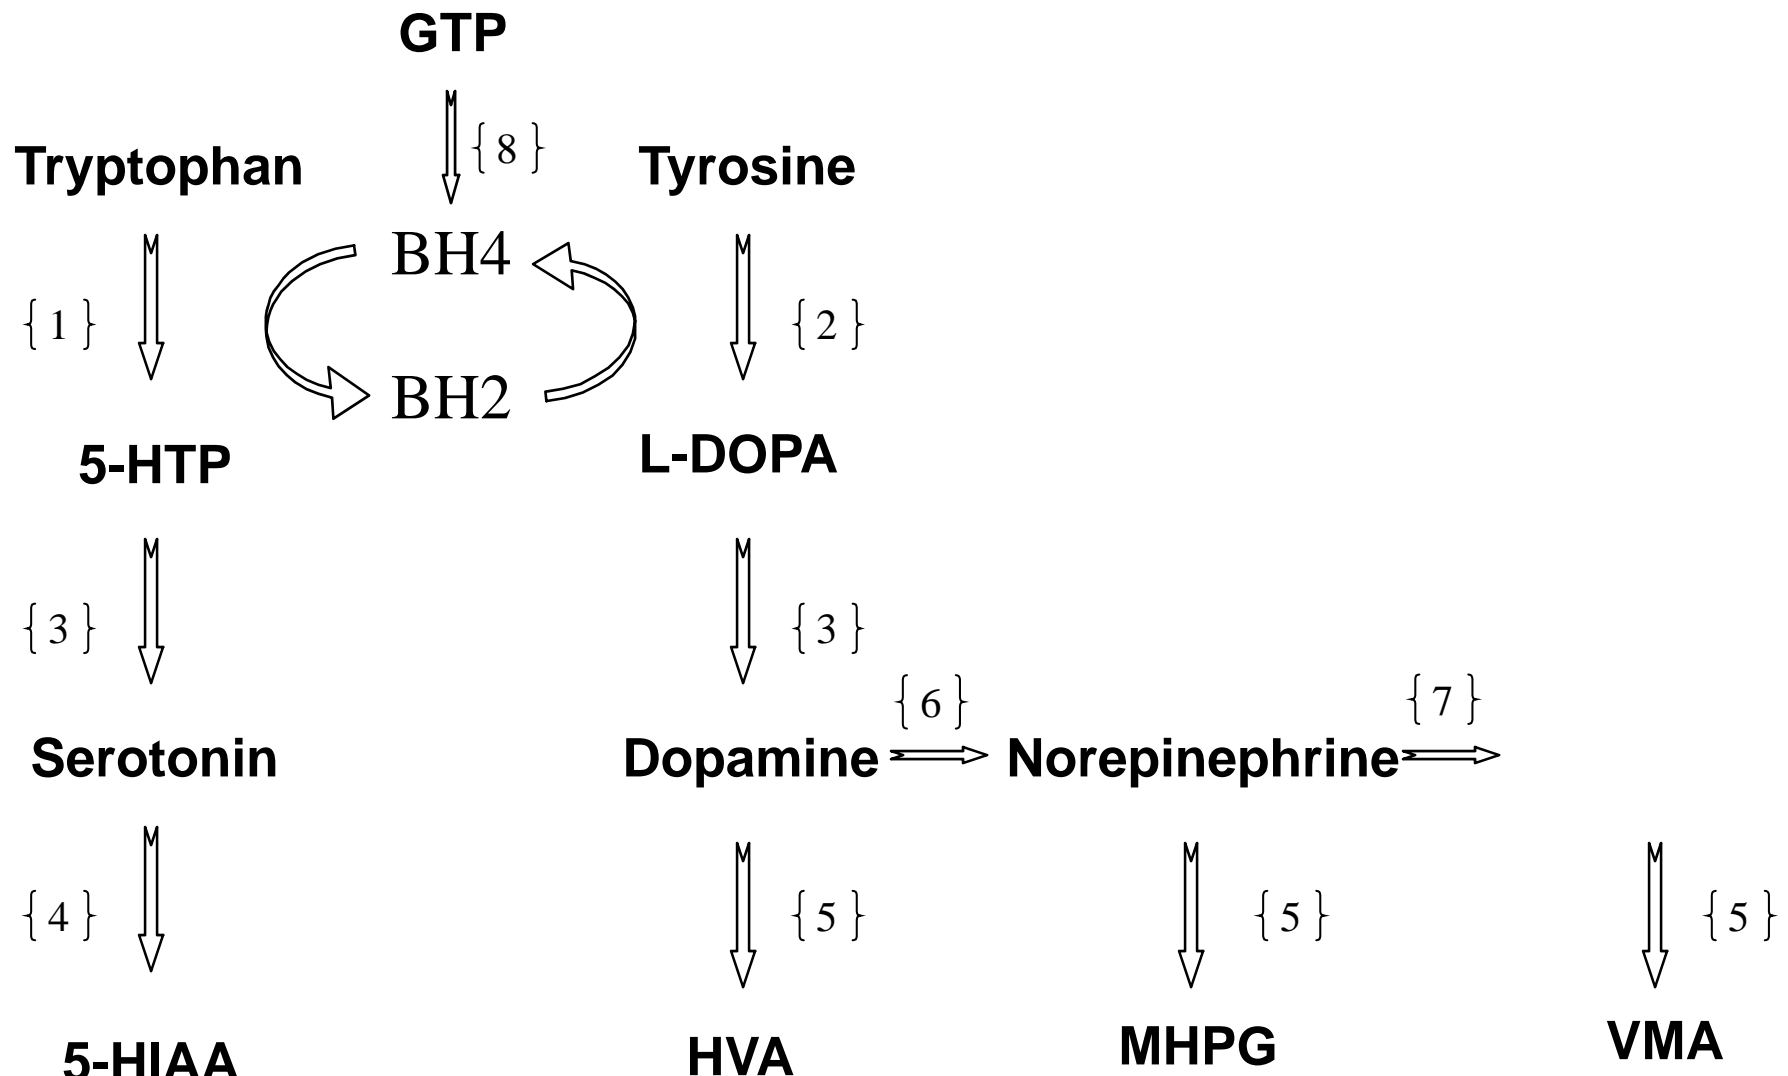 GTP
{ 8 }
Tryptophan
Tyrosine
BH4
{ 1 }
{ 2 }
BH2
5-HTP
L-DOPA
{ 3 }
{ 3 }
{ 6 }
{ 7 }
Serotonin
Dopamine
Norepinephrine
{ 4 }
{ 5 }
{ 5 }
{ 5 }
5-HIAA
HVA
MHPG
VMA